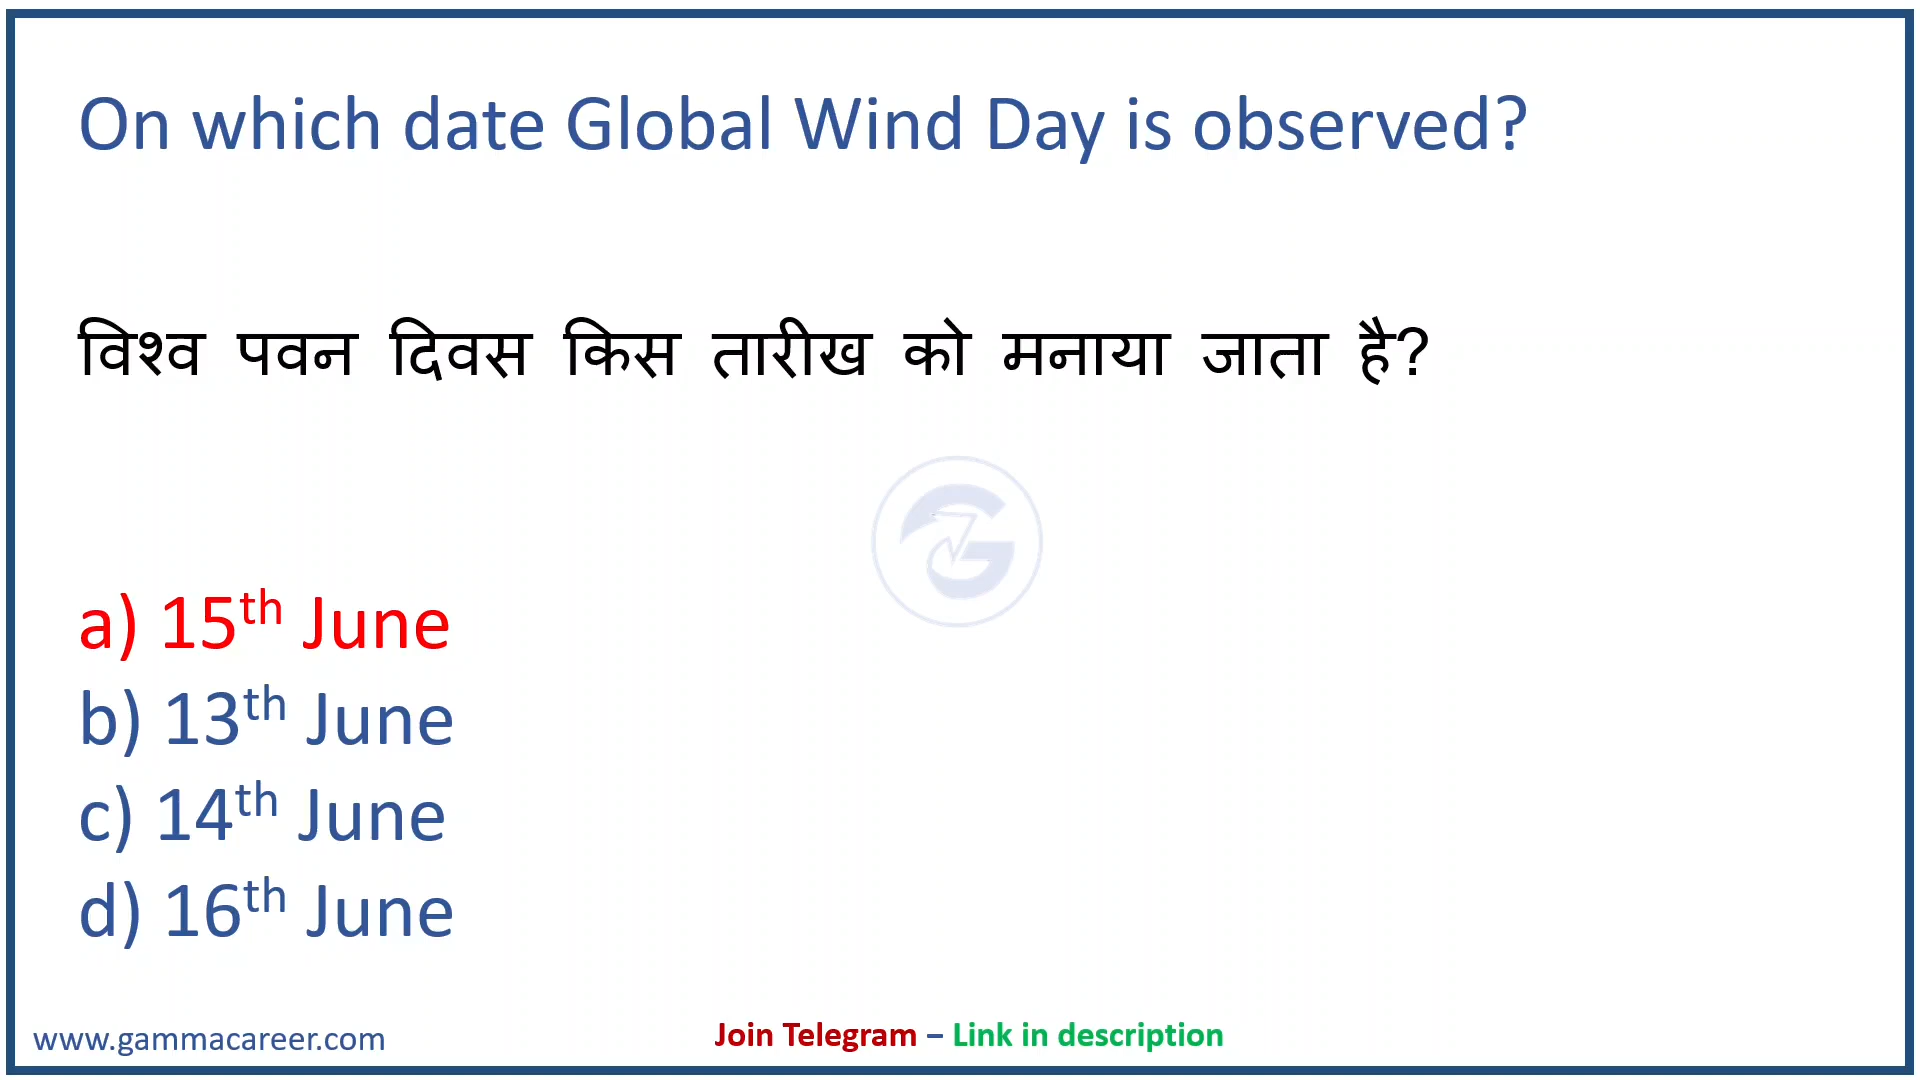 On which date Global Wind Day is observed?
विश्व पवन दिवस किस तारीख को मनाया जाता है?
a) 15th June
b) 13th June
c) 14th June
d) 16th June
www.gammacareer.com
Join Telegram – Link in description